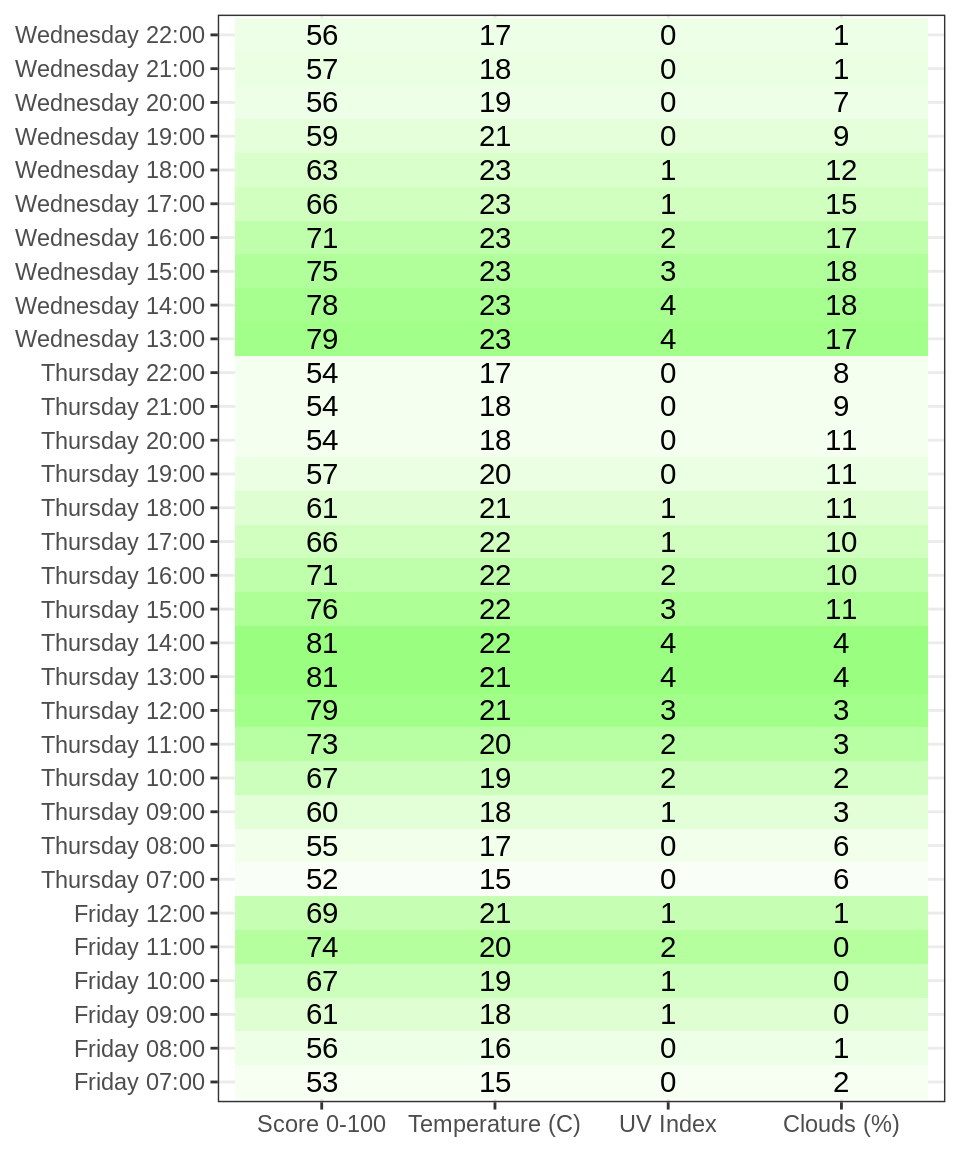 Wednesday 22:00 56 17 0 1
Wednesday 21:00 57 18 0 1
Wednesday 20:00 56 19 0 7
Wednesday 19:00 59 21 0 9
Wednesday 18:00 63 23 1 12
Wednesday 17:00 66 23 1 15
Wednesday 16:00 71 23 2 17
Wednesday 15:00 75 23 3 18
Wednesday 14:00 78 23 4 18
Wednesday 13:00 79 23 4 17
Thursday 22:00 54 17 0 8
Thursday 21:00 54 18 0 9
Thursday 20:00 54 18 0 11
Thursday 19:00 57 20 0 11
Thursday 18:00 61 21 1 11
Thursday 17:00 66 22 1 10
Thursday 16:00 71 22 2 10
Thursday 15:00 76 22 3 11
Thursday 14:00 81 22 4 4
Thursday 13:00 81 21 4 4
Thursday 12:00 79 21 3 3
Thursday 11:00 73 20 2 3
Thursday 10:00 67 19 2 2
Thursday 09:00 60 18 1 3
Thursday 08:00 55 17 0 6
Thursday 07:00 52 15 0 6
Friday 12:00 69 21 1 1
Friday 11:00 74 20 2 0
Friday 10:00 67 19 1 0
Friday 09:00 61 18 1 0
Friday 08:00 56 16 0 1
Friday 07:00 53 15 0 2
Score 0-100 Temperature (C) UV Index Clouds (%)